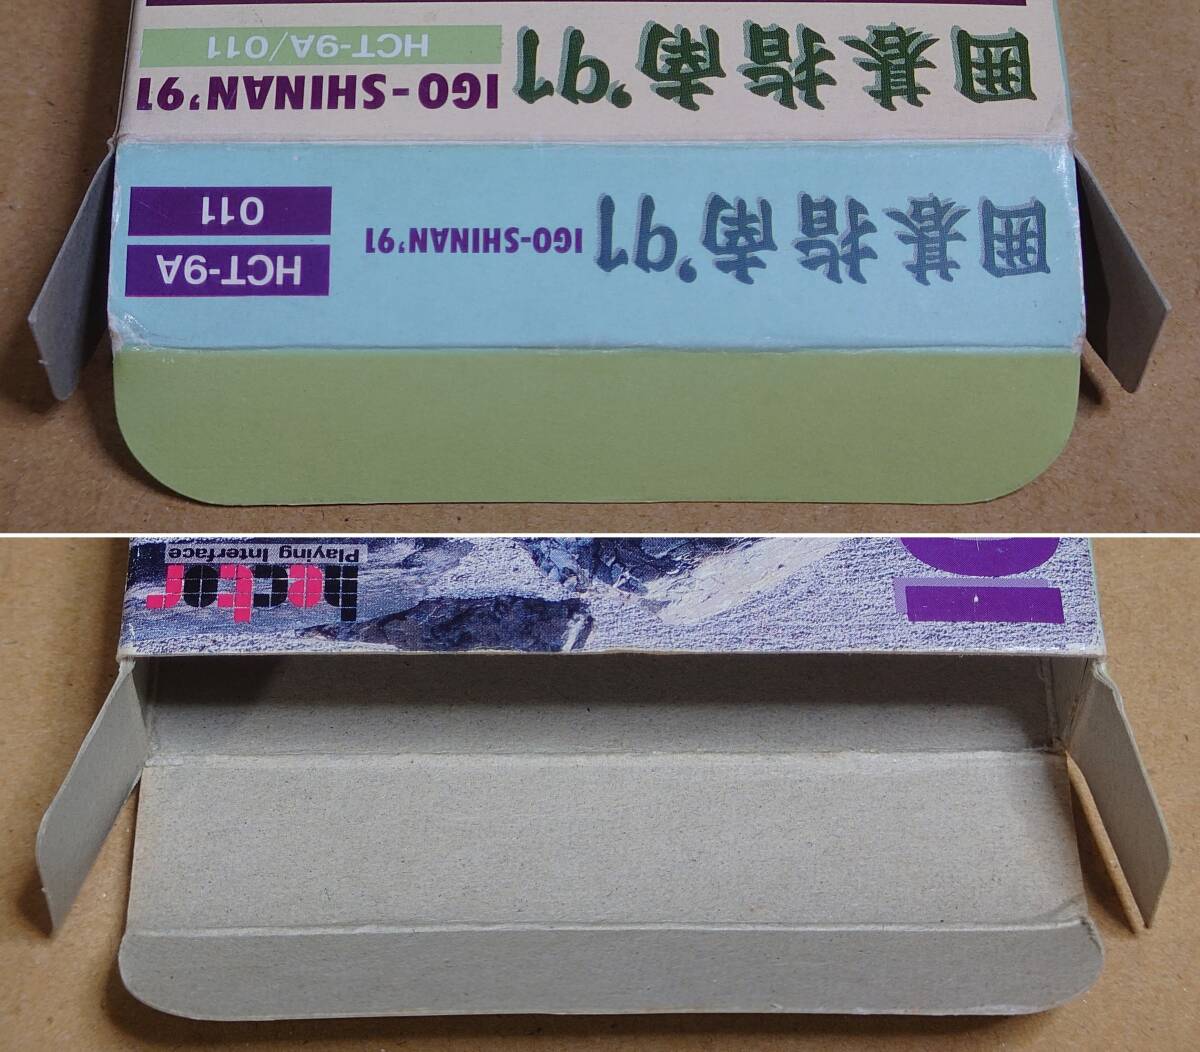 囲碁指南'91
IGO-SHINAN'91
HCT-9A/011
囲碁指南'91
IGO-SHINAN'91
HCT-9A
011
hector
Playing Interface